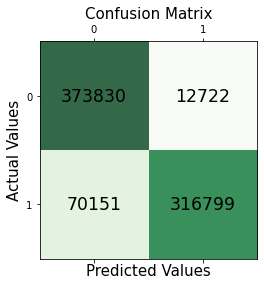 Confusion Matrix
0 1
0 373830 12722
1 70151 316799
Actual Values
Predicted Values